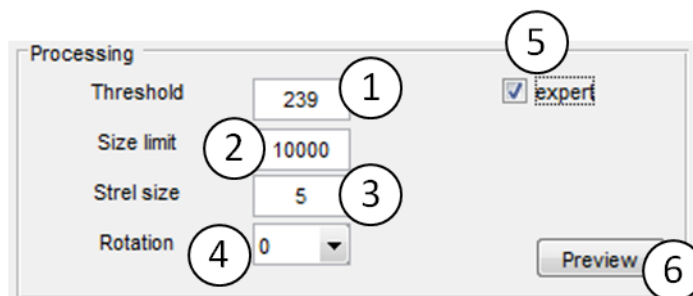 5
Processing
Threshold 239 1 expert
Size limit 2 10000
Strel size 5 3
Rotation 4 0
Preview 6